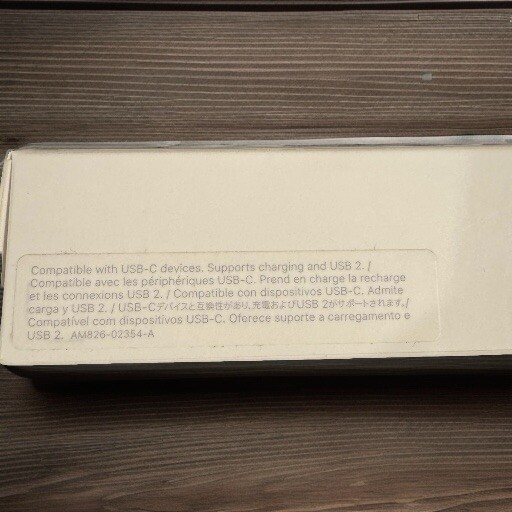 Compatible with USB-C devices. Supports charging and USB 2. /
Compatible avec les périphériques USB-C. Prend en charge la recharge
et les connexions USB 2. / Compatible con dispositivos USB-C. Admite
carga y USB 2. / USB-Cデバイスと互換性があり、充電およびUSB 2がサポートされます。/
Compatível com dispositivos USB-C. Oferece suporte a carregamento e
USB 2. AM826-02354-A